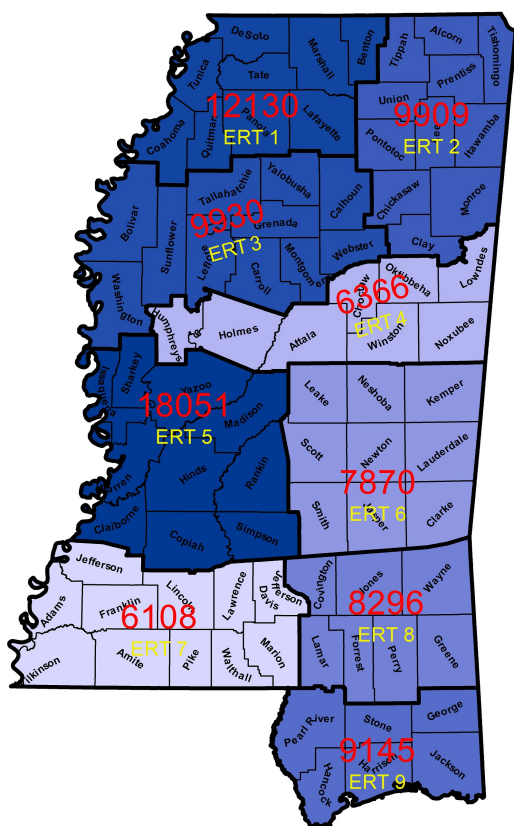 DeSoto
Marshall
Benton
Tippah
Alcorn
Tishomingo
Tunica
Tate
Prentiss
Union
12130
9909
Panola
Lafayette
ERT 1
ERT 2
Coahoma
Quitman
Pontotoc
Itawamba
Tallahatchie
Yalobusha
Calhoun
Chickasaw
Monroe
Bolivar
Sunflower
9930
Grenada
ERT 3
Webster
Clay
Carroll
Washington
Oktibbeha
Lowndes
6366
ERT 4
Humphreys
Holmes
Attala
Winston
Noxubee
Sharkey
Yazoo
Leake
Neshoba
Kemper
18051
Madison
ERT 5
Scott
Newton
Lauderdale
Hinds
Rankin
7870
ERT 6
Smith
Clarke
Claiborne
Copiah
Simpson
Jefferson
Lawrence
Jefferson
Davis
Covington
Wayne
Adams
Franklin
6108
8296
ERT 7
ERT 8
Amite
Pike
Walthall
Marion
Lamar
Forrest
Perry
Greene
Pearl River
Stone
George
9145
Harrison
ERT 9
Hancock
Jackson